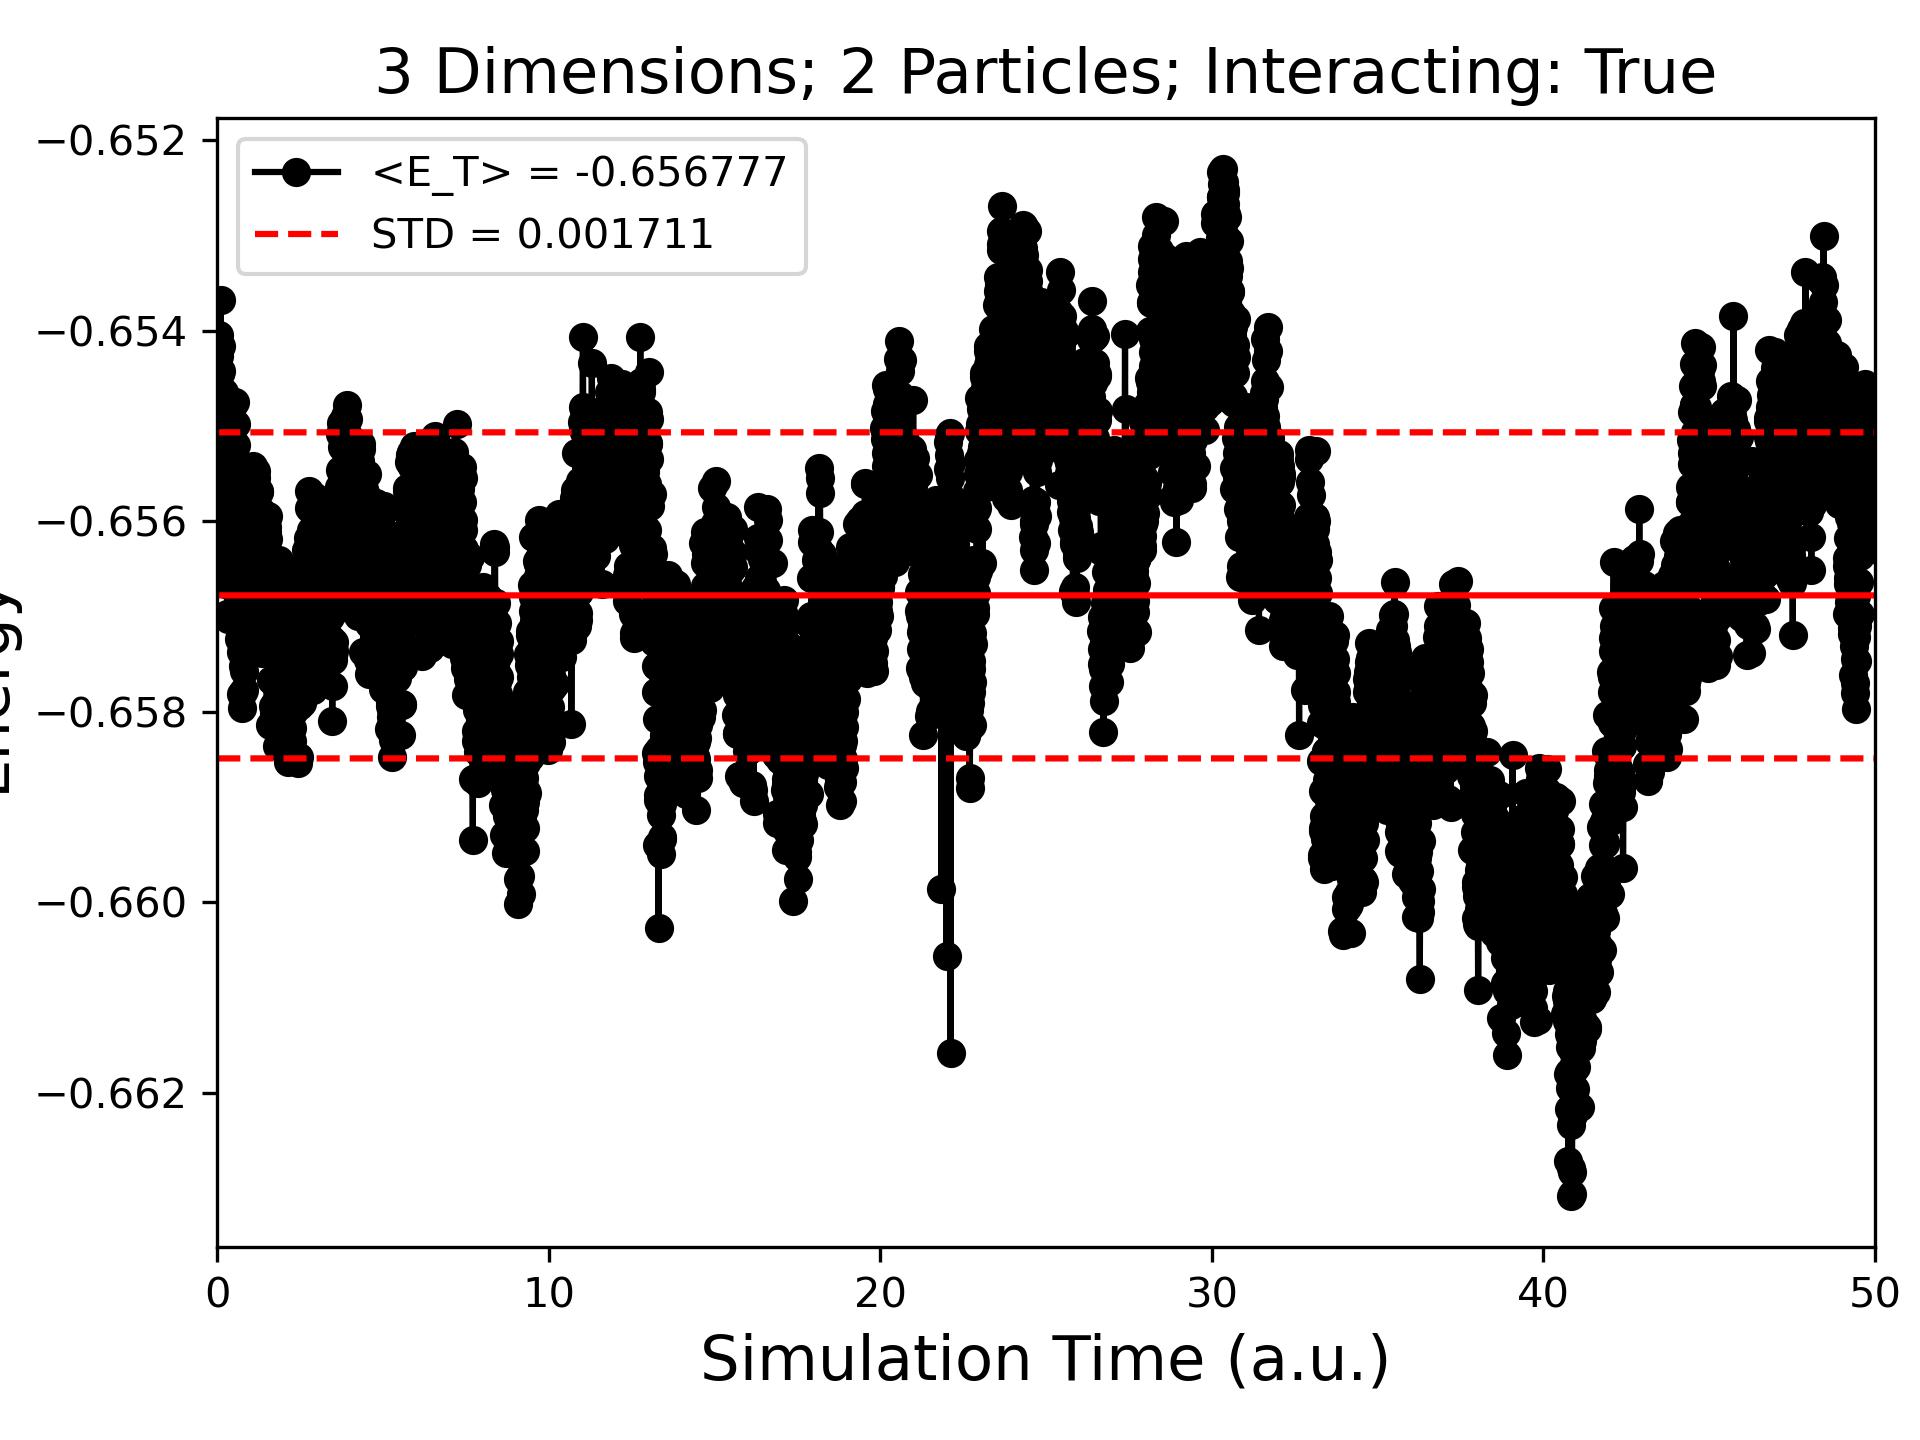 3 Dimensions; 2 Particles; Interacting: True
<E_T> = -0.656777
STD = 0.001711
−0.652
−0.654
−0.656
−0.658
−0.660
−0.662
Energy
0 10 20 30 40 50
Simulation Time (a.u.)